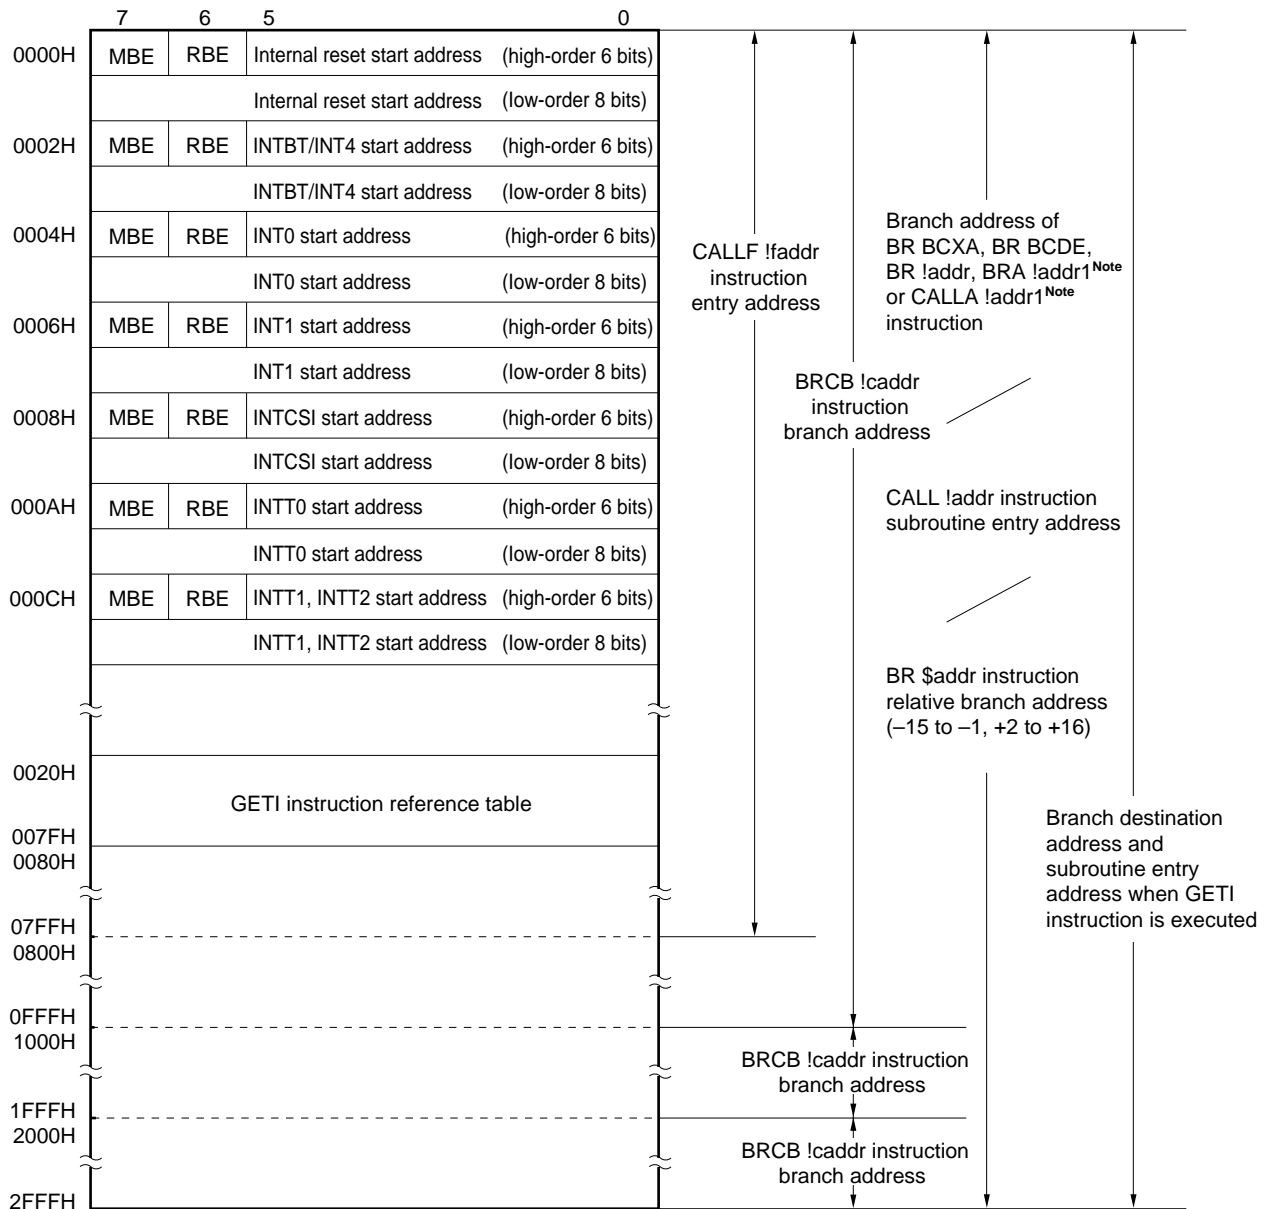 7 6 5 0
0000H MBE RBE Internal reset start address (high-order 6 bits)
Internal reset start address (low-order 8 bits)
0002H MBE RBE INTBT/INT4 start address (high-order 6 bits)
INTBT/INT4 start address (low-order 8 bits)
0004H MBE RBE INT0 start address (high-order 6 bits)
INT0 start address (low-order 8 bits)
0006H MBE RBE INT1 start address (high-order 6 bits)
INT1 start address (low-order 8 bits)
0008H MBE RBE INTCSI start address (high-order 6 bits)
INTCSI start address (low-order 8 bits)
000AH MBE RBE INTT0 start address (high-order 6 bits)
INTT0 start address (low-order 8 bits)
000CH MBE RBE INTT1, INTT2 start address (high-order 6 bits)
INTT1, INTT2 start address (low-order 8 bits)
0020H
GETI instruction reference table
007FH
0080H
07FFH
0800H
0FFFH
1000H
1FFFH
2000H
2FFFH
CALLF !faddr
instruction
entry address
BRCB !caddr
instruction
branch address
BRCB !caddr instruction
branch address
BRCB !caddr instruction
branch address
Branch address of
BR BCXA, BR BCDE,
BR !addr, BRA !addr1Note
or CALLA !addr1Note
instruction
CALL !addr instruction
subroutine entry address
BR $addr instruction
relative branch address
(–15 to –1, +2 to +16)
Branch destination
address and
subroutine entry
address when GETI
instruction is executed